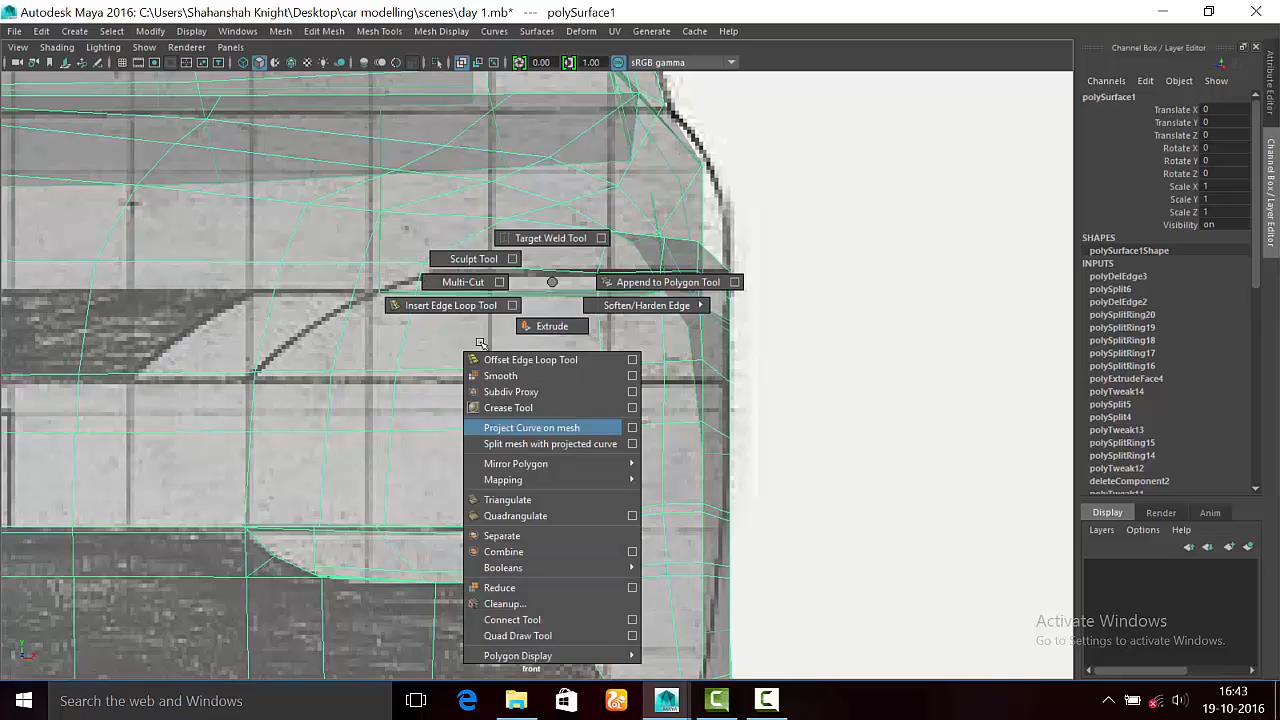 Autodesk Maya 2016: C:\Users\Shahanshah Knight\Desktop\car modelling\scenes\day 1.mb* --- polySurface1
File Edit Create Select Modify Display Windows Mesh Edit Mesh Mesh Tools Mesh Display Curves Surfaces Deform UV Generate Cache Help
View Shading Lighting Show Renderer Panels
Channel Box / Layer Editor
0.00 1.00 sRGB gamma
Channels Edit Object Show
polySurface1
Translate X 0
Translate Y 0
Translate Z 0
Rotate X 0
Rotate Y 0
Rotate Z 0
Scale X 1
Scale Y 1
Scale Z 1
Visibility on
SHAPES
polySurface1Shape
INPUTS
polyDelEdge3
polySplit6
polyDelEdge2
polySplitRing20
polySplitRing19
polySplitRing18
polySplitRing17
polySplitRing16
polyExtrudeFace4
polyTweak14
polySplit5
polySplit4
polyTweak13
polySplitRing15
polySplitRing14
polyTweak12
deleteComponent2
polyTweak11
Attribute Editor
Channel Box / Layer Editor
Target Weld Tool
Sculpt Tool
Multi-Cut
Append to Polygon Tool
Insert Edge Loop Tool
Soften/Harden Edge
Extrude
Offset Edge Loop Tool
Smooth
Subdiv Proxy
Crease Tool
Project Curve on mesh
Split mesh with projected curve
Mirror Polygon
Mapping
Triangulate
Quadrangulate
Separate
Combine
Booleans
Reduce
Cleanup...
Connect Tool
Quad Draw Tool
Polygon Display
front
Display Render Anim
Layers Options Help
Activate Windows
Go to Settings to activate Windows.
Search the web and Windows
16:43
19-10-2016